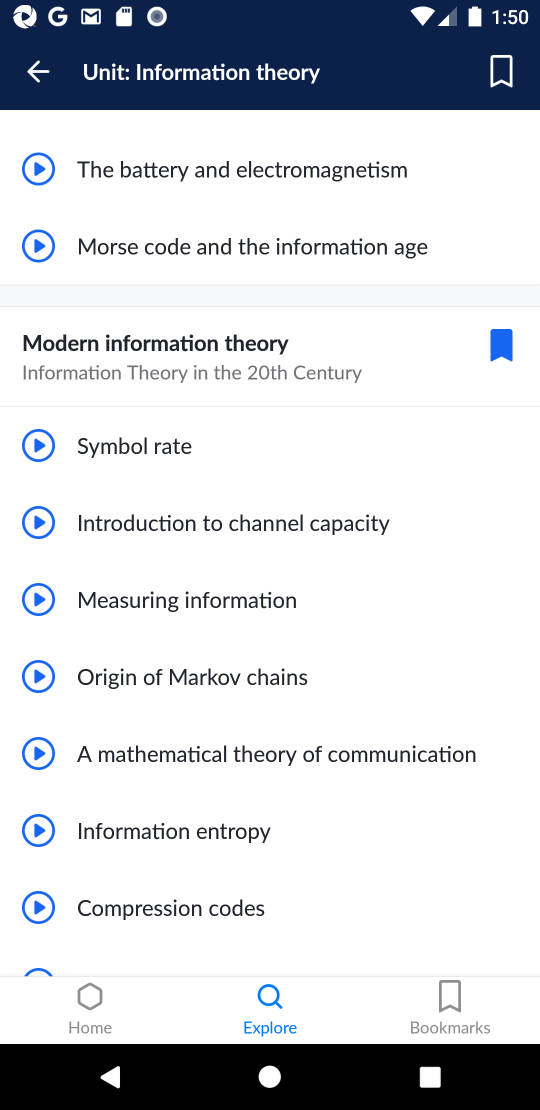 1:50
Unit: Information theory
The battery and electromagnetism
Morse code and the information age
Modern information theory
Information Theory in the 20th Century
Symbol rate
Introduction to channel capacity
Measuring information
Origin of Markov chains
A mathematical theory of communication
Information entropy
Compression codes
Home
Explore
Bookmarks